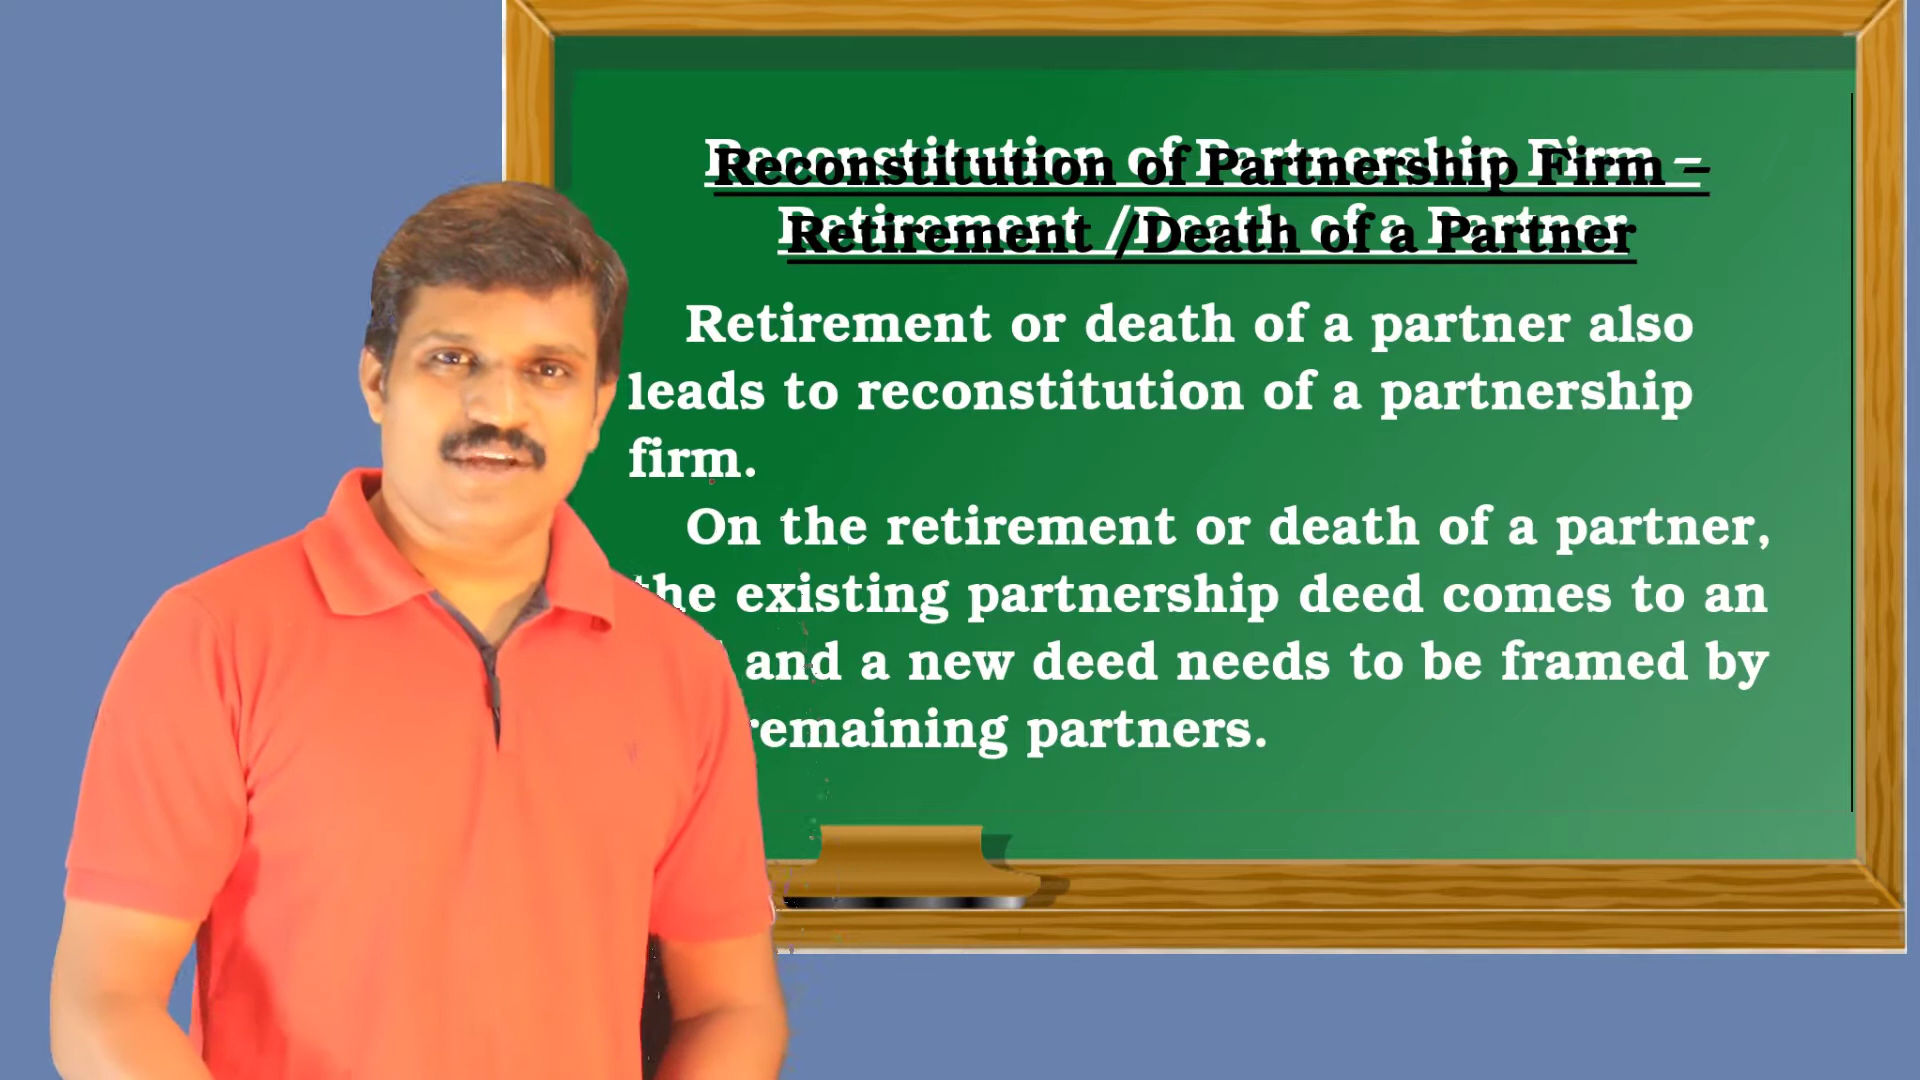 Reconstitution of Partnership Firm –
Retirement /Death of a Partner
Retirement or death of a partner also
leads to reconstitution of a partnership
firm.
On the retirement or death of a partner,
the existing partnership deed comes to an
and a new deed needs to be framed by
remaining partners.